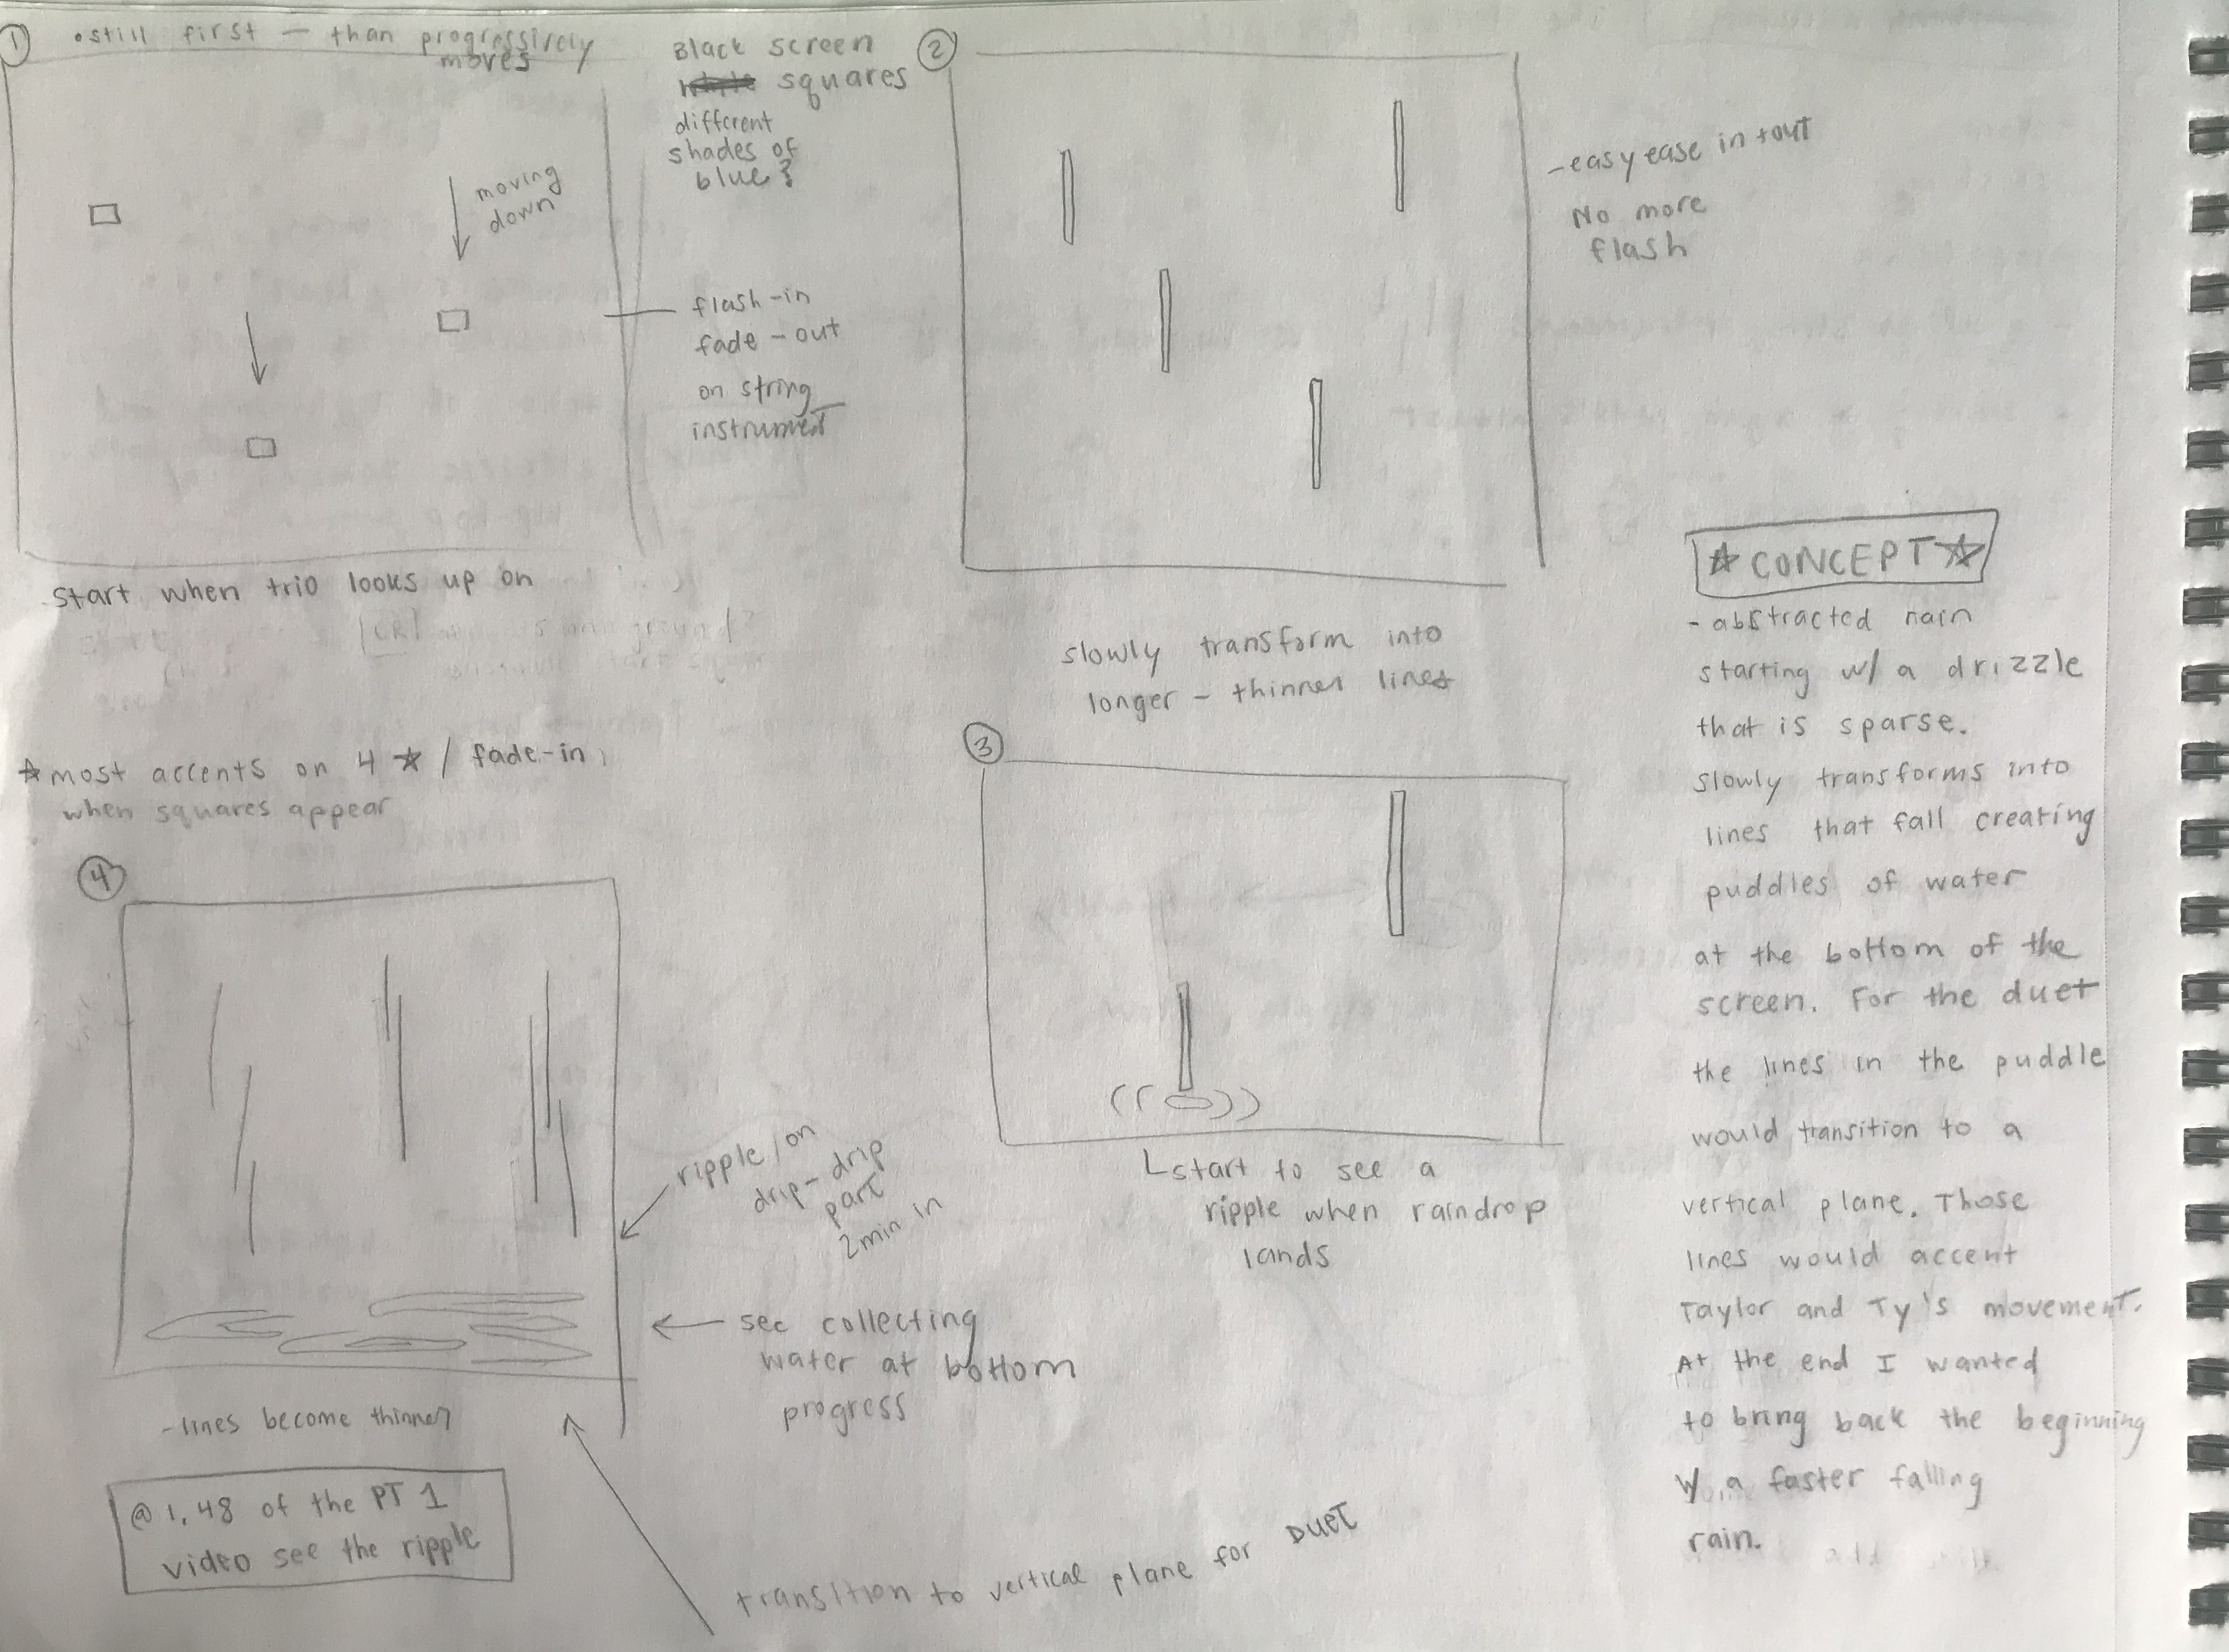 1
• still first — than progressively
moves
Black screen
squares
different
shades of
blue
moving
down
flash-in
fade-out
on string
instrument
start when trio looks up on
* most accents on 4 * / fade-in
when squares appear
2
- easy ease in + out
No more
flash
slowly transform into
longer - thinner lines
3
start to see a
ripple when raindrop
lands
4
ripple / on
drip-drip
part
2min in
← see collecting
water at bottom
progress
- lines become thinner
@ 1,48 of the PT 1
video see the ripple
transition to vertical plane for DUET
* CONCEPT *
- abstracted rain
starting w/ a drizzle
that is sparse.
slowly transforms into
lines that fall creating
puddles of water
at the bottom of the
screen. For the duet
the lines in the puddle
would transition to a
vertical plane. Those
lines would accent
Taylor and Ty's movement.
At the end I wanted
to bring back the beginning
w/ a faster falling
rain.